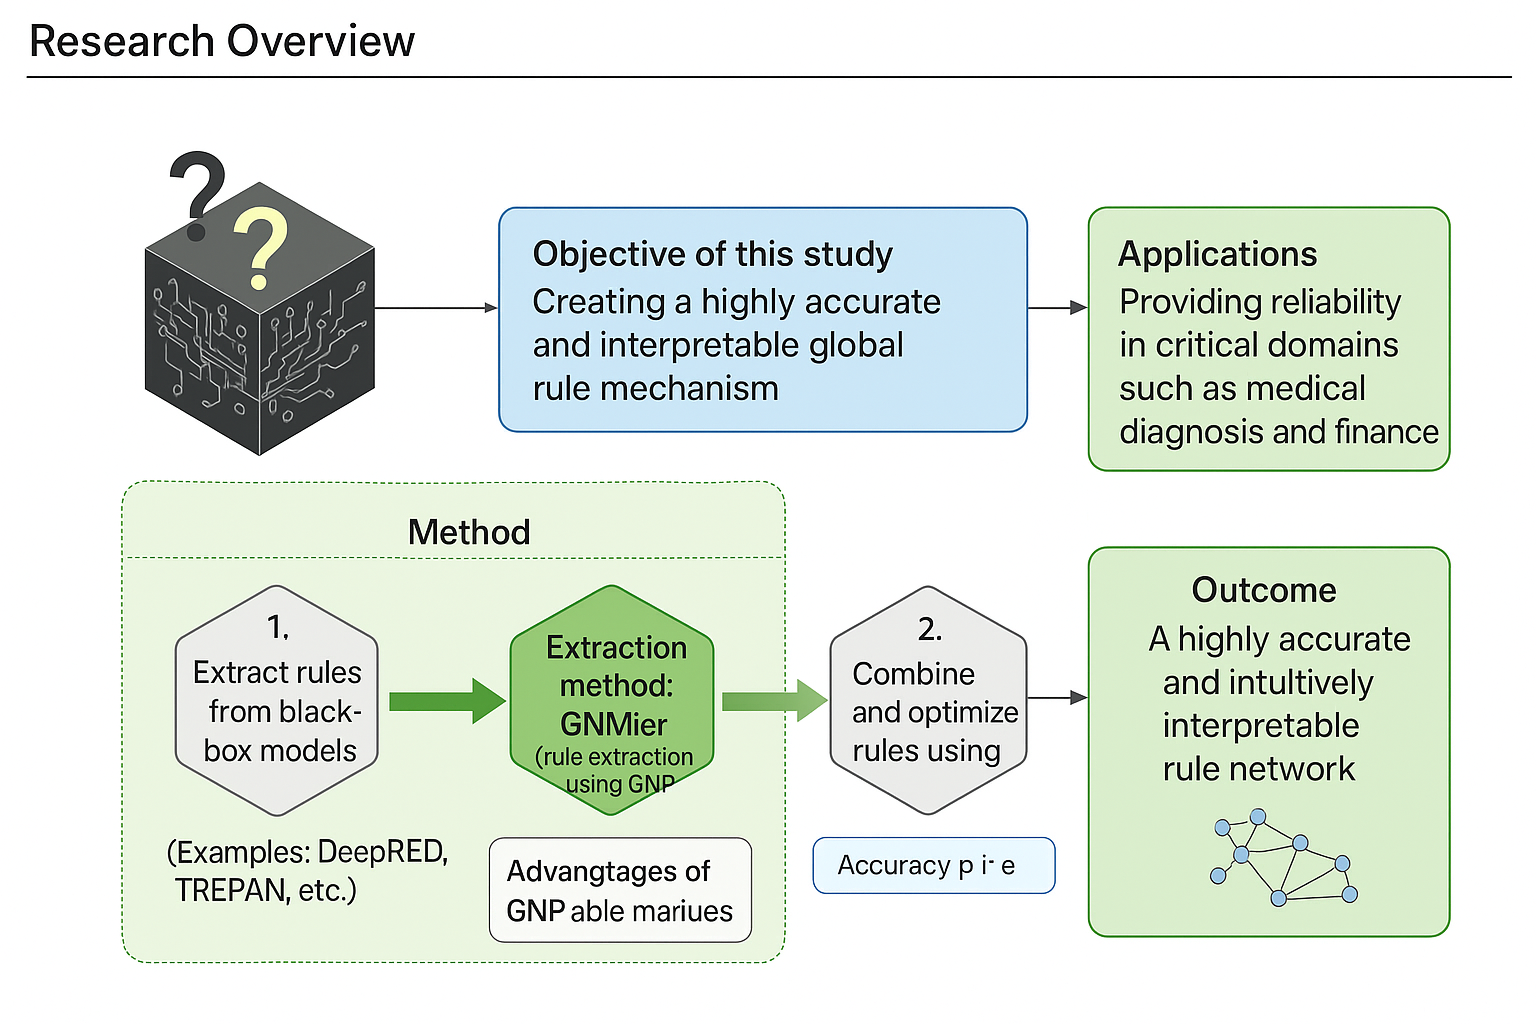 Research Overview
?
?
Objective of this study
Creating a highly accurate
and interpretable global
rule mechanism
Applications
Providing reliability
in critical domains
such as medical
diagnosis and finance
Method
1.
Extract rules
from black-
box models
(Examples: DeepRED,
TREPAN, etc.)
Extraction
method:
GNMier
(rule extraction
using GNP
Advangtages of
GNP able mariues
2.
Combine
and optimize
rules using
Accuracy
Outcome
A highly accurate
and intultively
interpretable
rule network